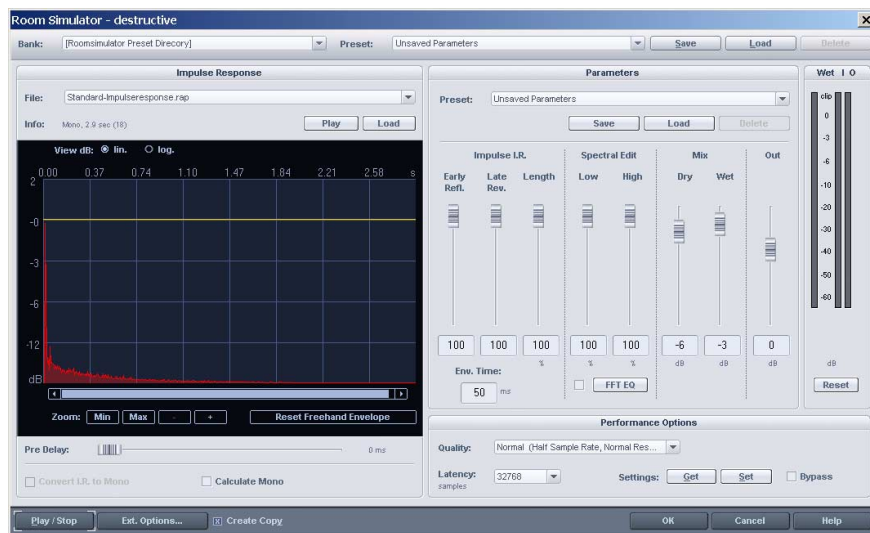 Room Simulator - destructive
Bank: [Roomsimulator Preset Direcory] Preset: Unsaved Parameters Save Load Delete
Impulse Response
File: Standard-Impulseresponse.rap
Info: Mono, 2.9 sec (18) Play Load
View dB: lin. log.
0.00 0.37 0.74 1.10 1.47 1.84 2.21 2.58 s
2
-0
-3
-6
-12
dB
Zoom: Min Max - + Reset Freehand Envelope
Pre Delay: 0 ms
Convert I.R. to Mono Calculate Mono
Parameters
Preset: Unsaved Parameters
Save Load Delete
Impulse I.R. Spectral Edit Mix Out
Early Refl. Late Rev. Length Low High Dry Wet
100 100 100 100 100 -6 -3 0
% % % dB dB dB
Env. Time:
50 ms FFT EQ
Performance Options
Quality: Normal (Half Sample Rate, Normal Res...
Latency: 32768 Settings: Get Set Bypass
samples
Wet I O
clip
0
-3
-6
-10
-20
-30
-40
-50
-60
dB
Reset
Play / Stop Ext. Options... Create Copy OK Cancel Help